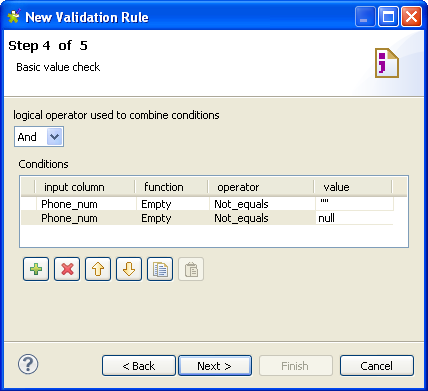 New Validation Rule
Step 4 of 5
Basic value check
logical operator used to combine conditions
And
Conditions
input column function operator value
Phone_num Empty Not_equals ""
Phone_num Empty Not_equals null
? < Back Next > Finish Cancel